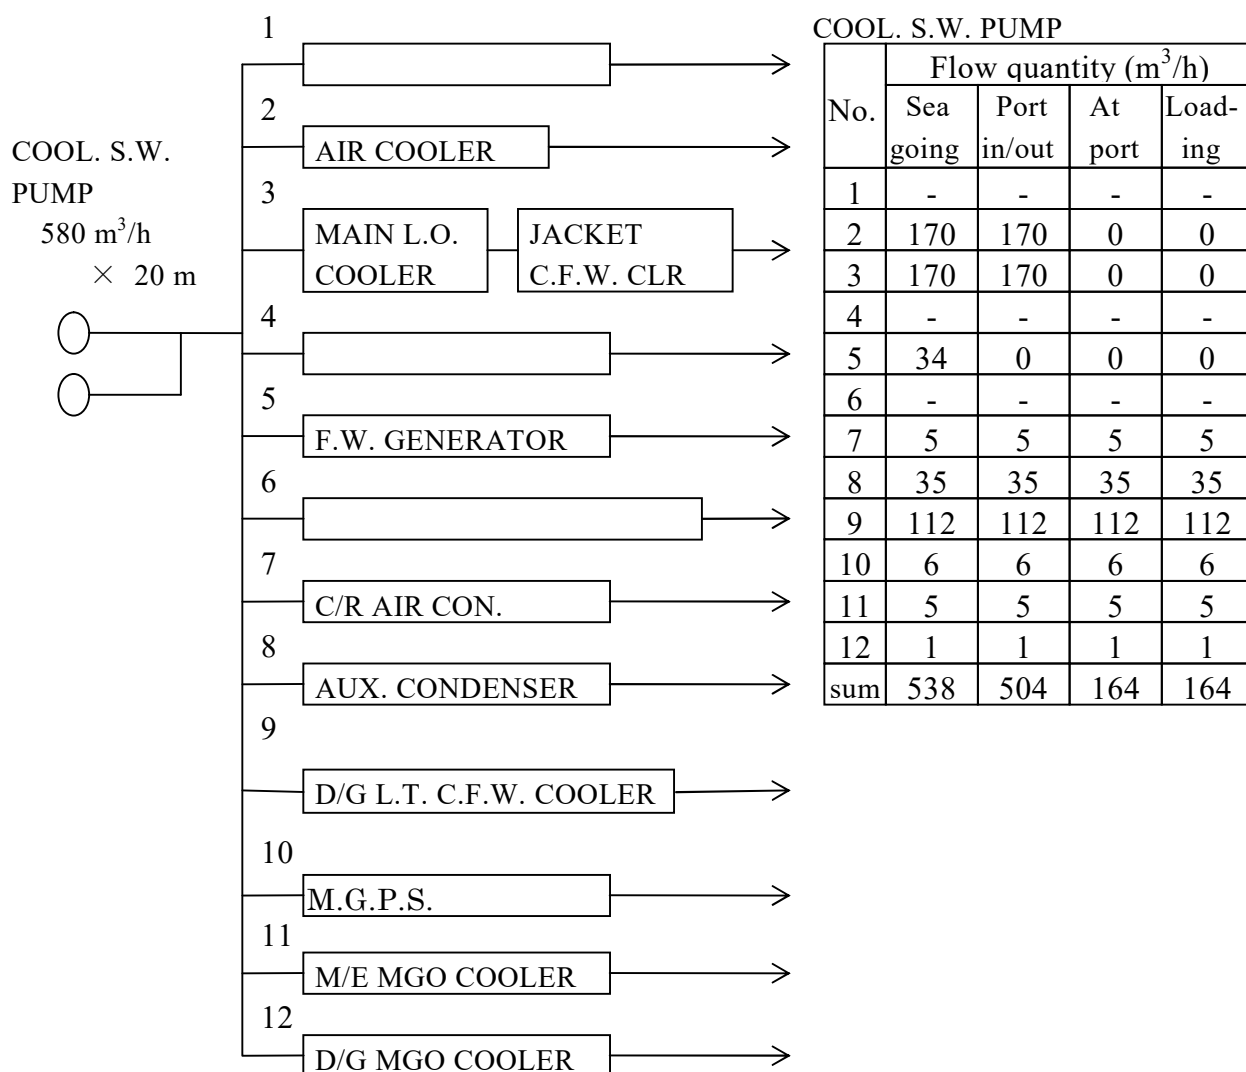 COOL. S.W.
PUMP
580 m³/h
× 20 m
1
2
AIR COOLER
3
MAIN L.O.
COOLER
JACKET
C.F.W. CLR
4
5
F.W. GENERATOR
6
7
C/R AIR CON.
8
AUX. CONDENSER
9
D/G L.T. C.F.W. COOLER
10
M.G.P.S.
11
M/E MGO COOLER
12
D/G MGO COOLER
COOL. S.W. PUMP
Flow quantity (m³/h)
No. Sea going Port in/out At port Load-ing
1 - - - -
2 170 170 0 0
3 170 170 0 0
4 - - - -
5 34 0 0 0
6 - - - -
7 5 5 5 5
8 35 35 35 35
9 112 112 112 112
10 6 6 6 6
11 5 5 5 5
12 1 1 1 1
sum 538 504 164 164